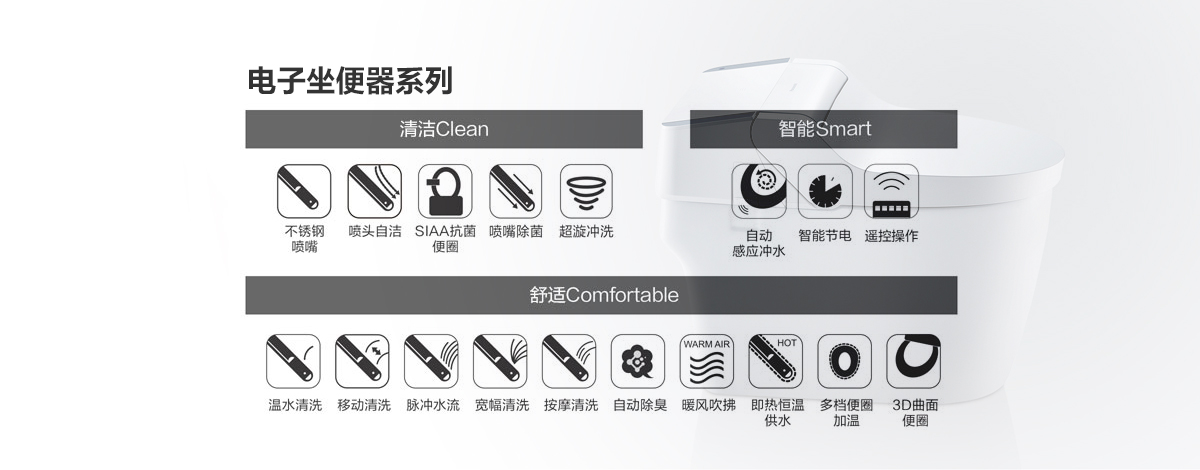 电子坐便器系列
清洁Clean
智能Smart
不锈钢
喷嘴
喷头自洁
SIAA抗菌
便圈
喷嘴除菌
超漩冲洗
自动
感应冲水
智能节电
遥控操作
舒适Comfortable
WARM AIR
HOT
温水清洗
移动清洗
脉冲水流
宽幅清洗
按摩清洗
自动除臭
暖风吹拂
即热恒温
供水
多档便圈
加温
3D曲面
便圈